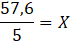 57,6/5 = X